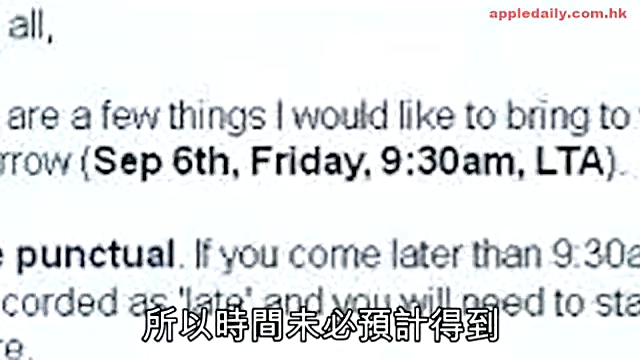 appledaily.com.hk
all,
are a few things I would like to bring to
rrow (Sep 6th, Friday, 9:30am, LTA).
e punctual. If you come later than 9:30a
corded as 'late' and you will need to sta
re.
所以時間未必預計得到